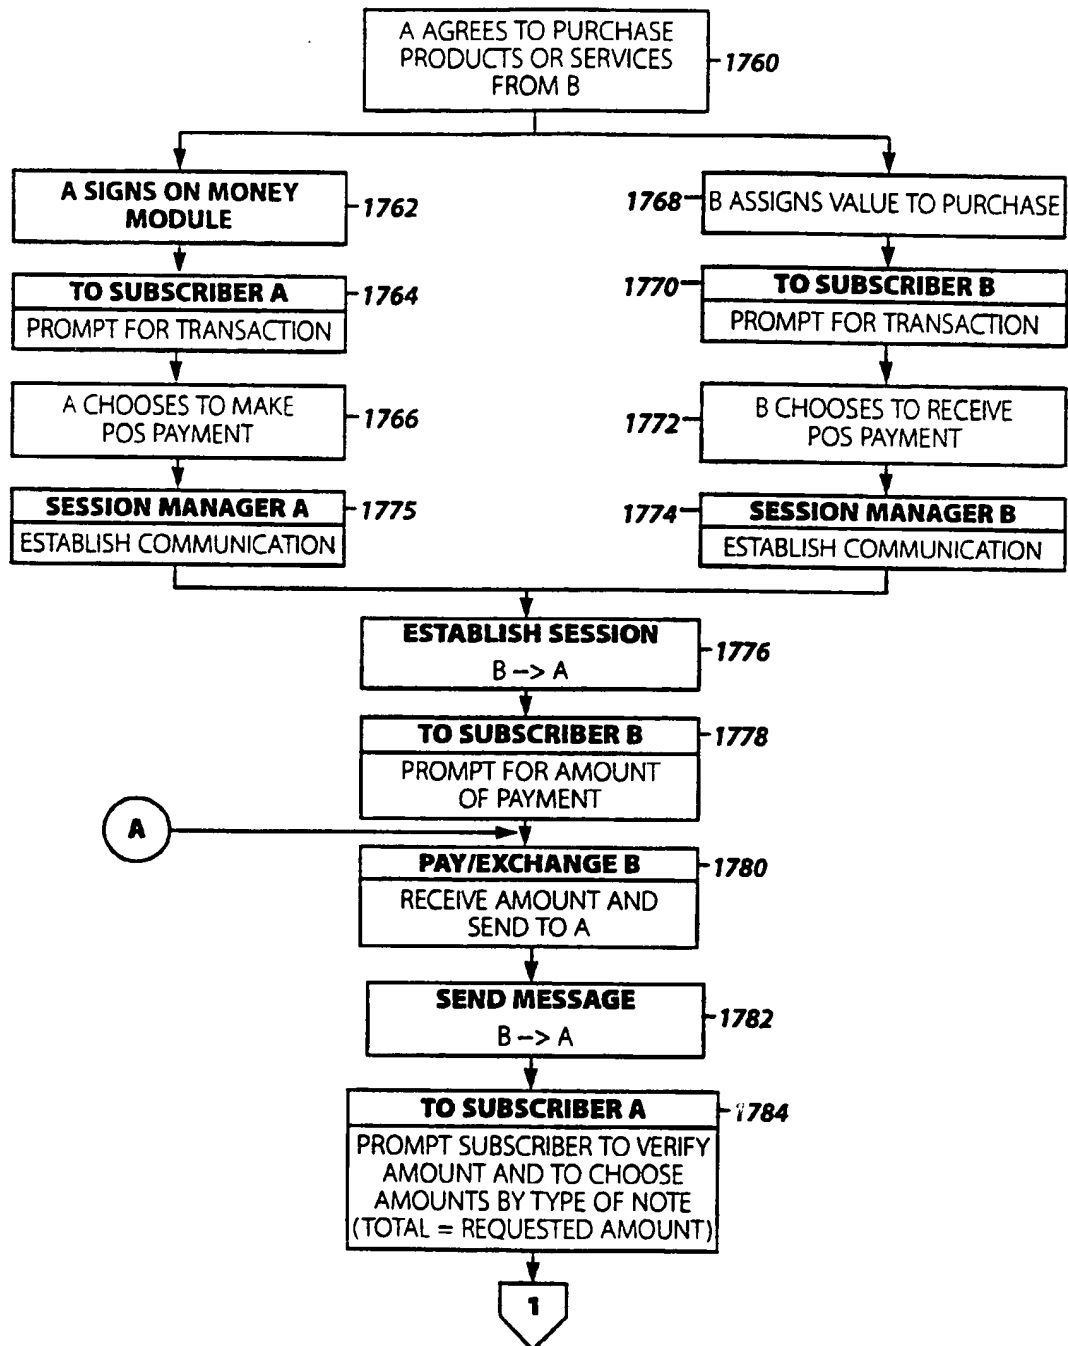 A AGREES TO PURCHASE
PRODUCTS OR SERVICES
FROM B
1760
A SIGNS ON MONEY
MODULE
1762
1768
B ASSIGNS VALUE TO PURCHASE
TO SUBSCRIBER A
1764
PROMPT FOR TRANSACTION
1770
TO SUBSCRIBER B
PROMPT FOR TRANSACTION
A CHOOSES TO MAKE
POS PAYMENT
1766
1772
B CHOOSES TO RECEIVE
POS PAYMENT
SESSION MANAGER A
1775
ESTABLISH COMMUNICATION
1774
SESSION MANAGER B
ESTABLISH COMMUNICATION
ESTABLISH SESSION
B --> A
1776
TO SUBSCRIBER B
1778
PROMPT FOR AMOUNT
OF PAYMENT
A
PAY/EXCHANGE B
1780
RECEIVE AMOUNT AND
SEND TO A
SEND MESSAGE
B --> A
1782
TO SUBSCRIBER A
1784
PROMPT SUBSCRIBER TO VERIFY
AMOUNT AND TO CHOOSE
AMOUNTS BY TYPE OF NOTE
(TOTAL = REQUESTED AMOUNT)
1